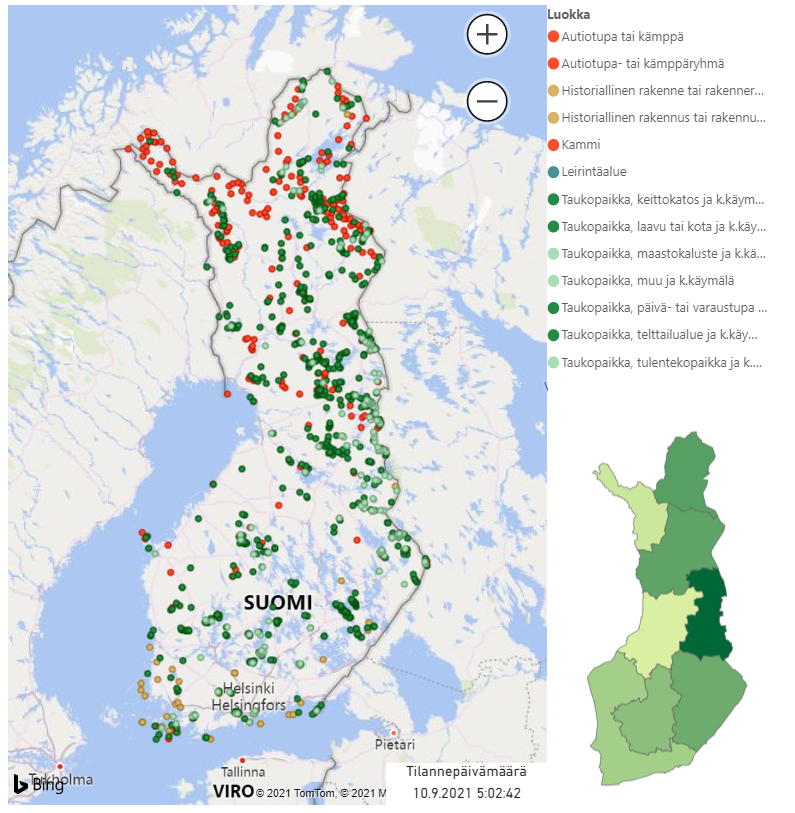 Luokka
Autiotupa tai kämppä
Autiotupa- tai kämppäryhmä
Historiallinen rakenne tai rakenner...
Historiallinen rakennus tai rakennu...
Kammi
Leirintäalue
Taukopaikka, keittokatos ja k.käym...
Taukopaikka, laavu tai kota ja k.käy...
Taukopaikka, maastokaluste ja k.kä...
Taukopaikka, muu ja k.käymälä
Taukopaikka, päivä- tai varaustupa ...
Taukopaikka, telttailualue ja k.käy...
Taukopaikka, tulentekopaikka ja k....
SUOMI
Helsinki
Helsingfors
Pietari
Tallinna
Tukholma
Bing
VIRO
© 2021 TomTom, © 2021 M
Tilannepäivämäärä
10.9.2021 5:02:42